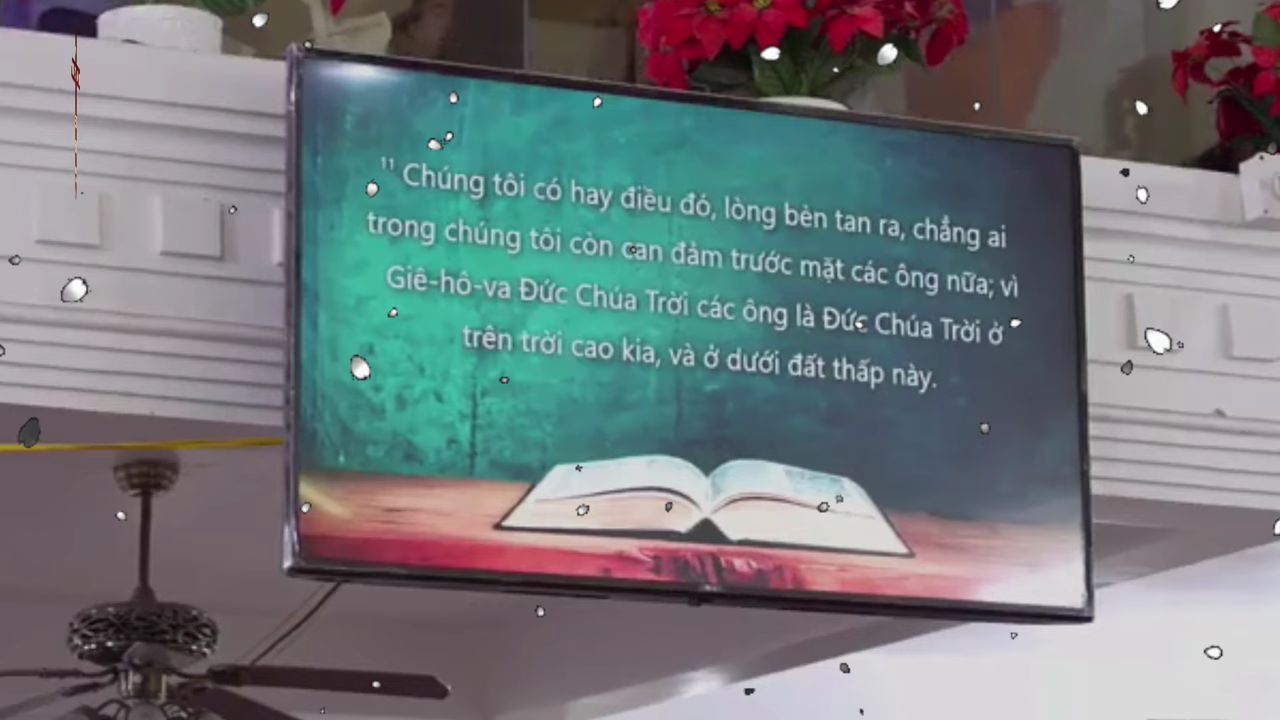 ¹¹ Chúng tôi có hay điều đó, lòng bèn tan ra, chẳng ai
trong chúng tôi còn can đảm trước mặt các ông nữa; vì
Giê-hô-va Đức Chúa Trời các ông là Đức Chúa Trời ở
trên trời cao kia, và ở dưới đất thấp này.